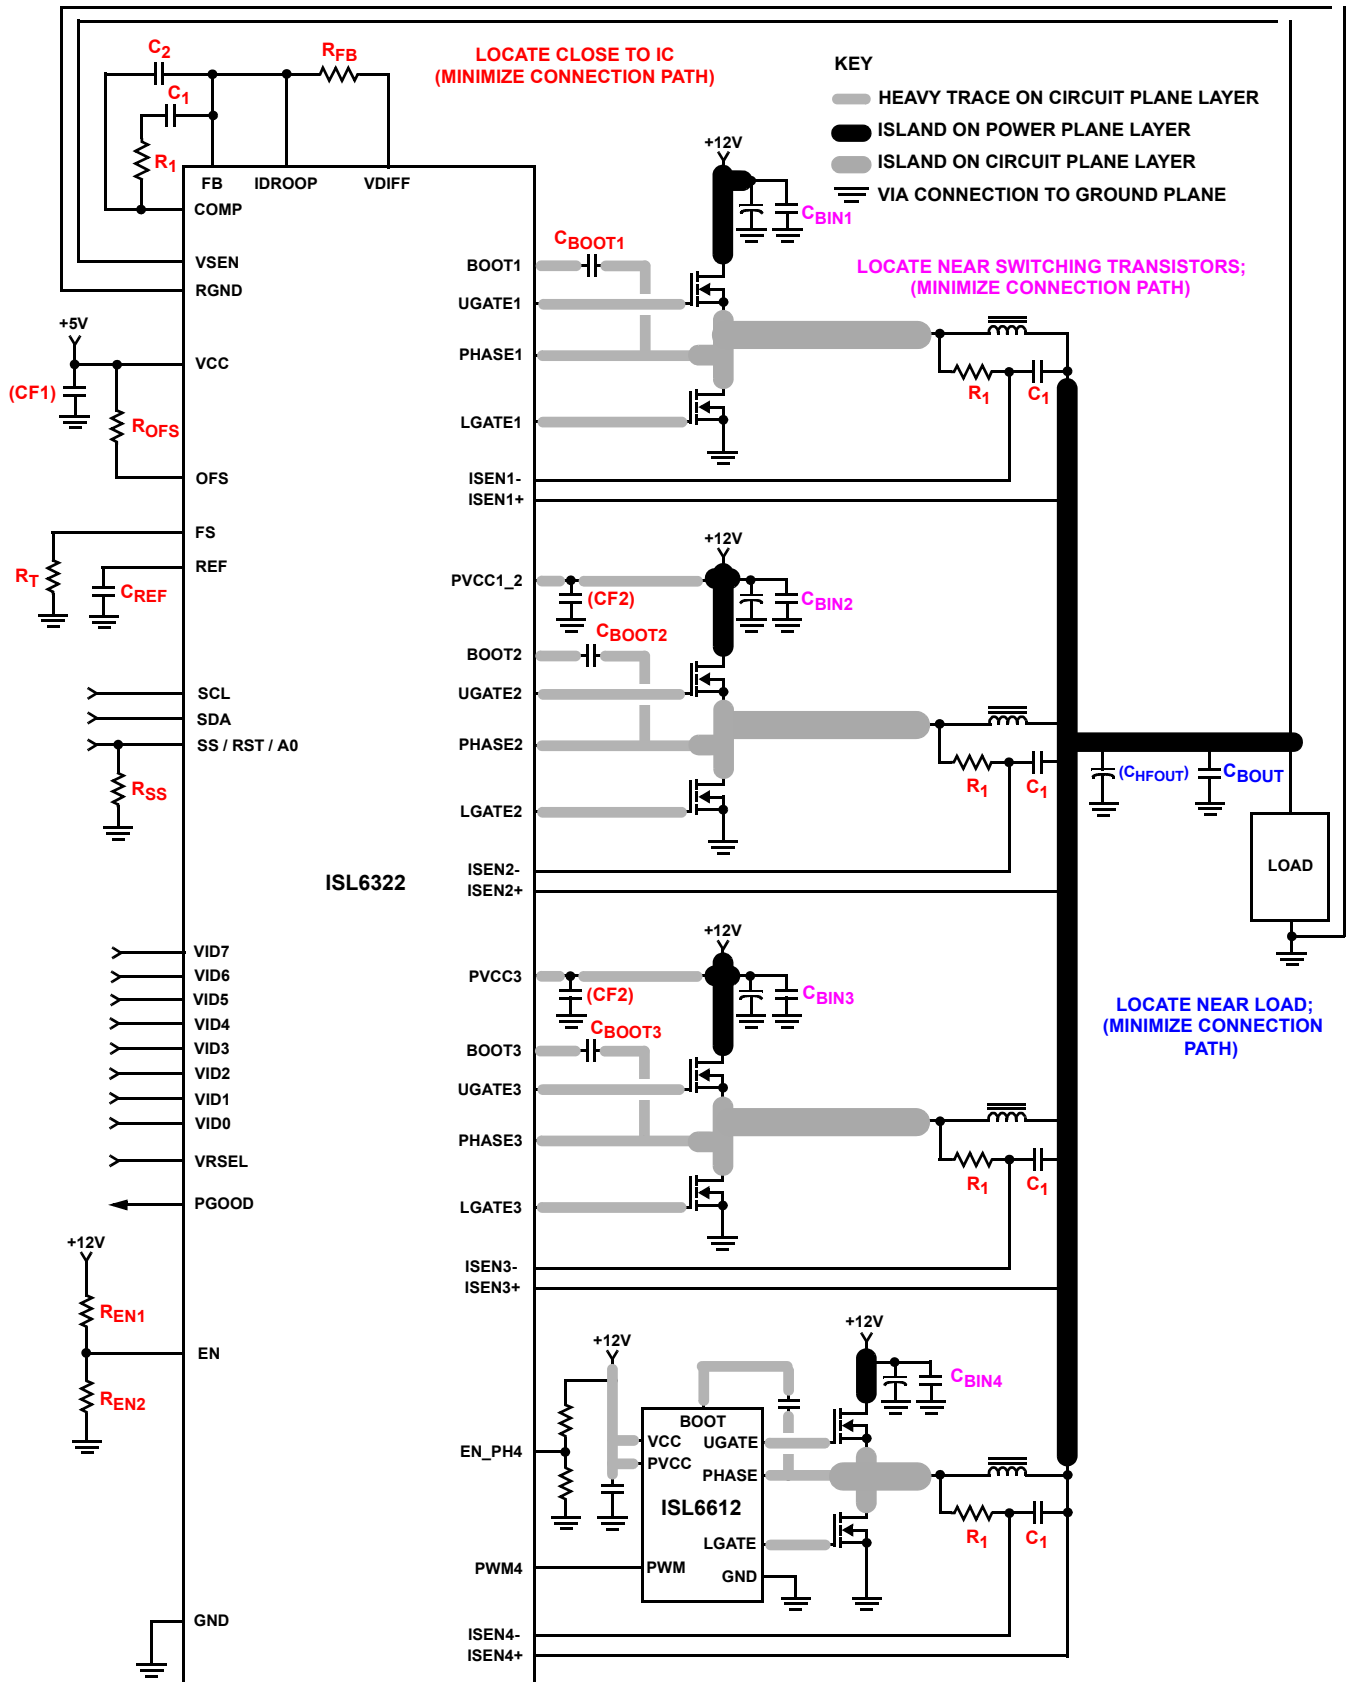 C2
RFB
C1
R1
LOCATE CLOSE TO IC
(MINIMIZE CONNECTION PATH)
KEY
HEAVY TRACE ON CIRCUIT PLANE LAYER
ISLAND ON POWER PLANE LAYER
ISLAND ON CIRCUIT PLANE LAYER
VIA CONNECTION TO GROUND PLANE
FB
IDROOP
VDIFF
COMP
VSEN
RGND
+5V
VCC
(CF1)
ROFS
OFS
FS
REF
RT
CREF
SCL
SDA
SS / RST / A0
RSS
ISL6322
VID7
VID6
VID5
VID4
VID3
VID2
VID1
VID0
VRSEL
PGOOD
+12V
REN1
EN
REN2
GND
+12V
CBIN1
CBOOT1
BOOT1
UGATE1
PHASE1
LGATE1
ISEN1-
ISEN1+
LOCATE NEAR SWITCHING TRANSISTORS;
(MINIMIZE CONNECTION PATH)
R1
C1
+12V
PVCC1_2
(CF2)
CBIN2
CBOOT2
BOOT2
UGATE2
PHASE2
LGATE2
ISEN2-
ISEN2+
R1
C1
(CHFOUT)
CBOUT
LOAD
+12V
PVCC3
(CF2)
CBIN3
CBOOT3
BOOT3
UGATE3
PHASE3
LGATE3
ISEN3-
ISEN3+
R1
C1
LOCATE NEAR LOAD;
(MINIMIZE CONNECTION
PATH)
+12V
+12V
CBIN4
EN_PH4
BOOT
VCC
UGATE
PVCC
PHASE
ISL6612
LGATE
PWM
GND
PWM4
R1
C1
ISEN4-
ISEN4+